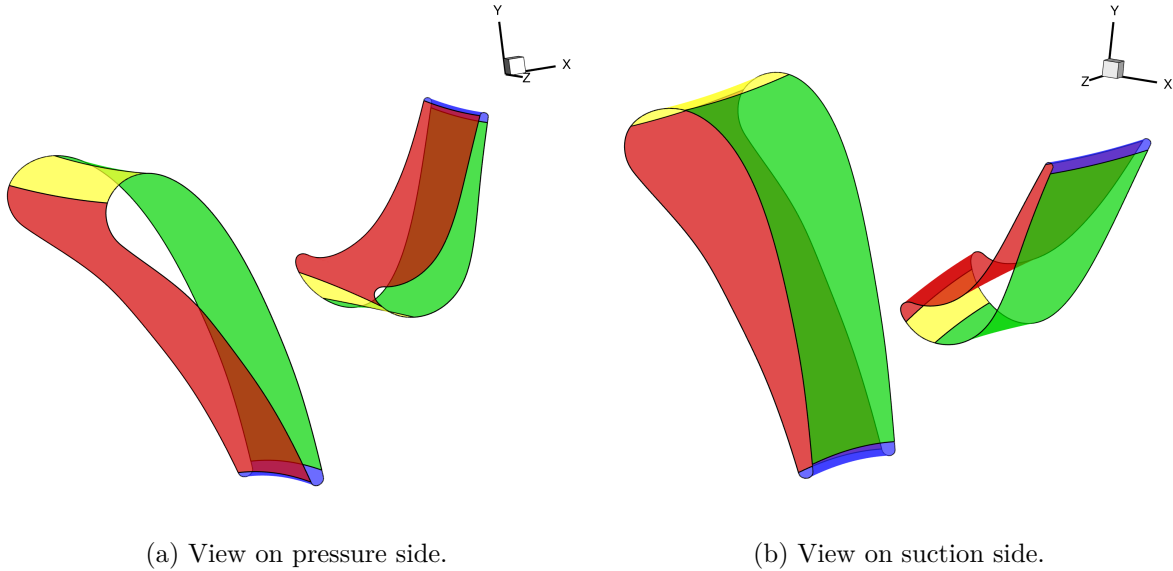 Y
X
Z
Y
Z
X
(a) View on pressure side.
(b) View on suction side.